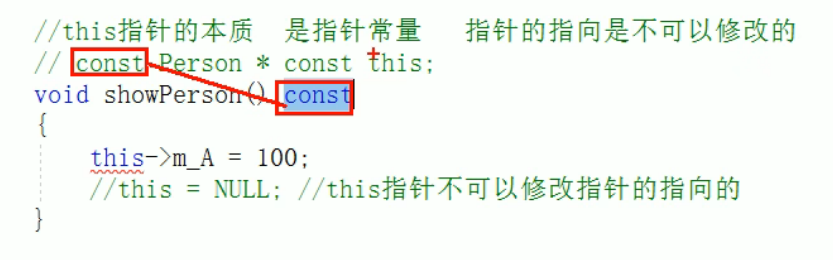 //this指针的本质  是指针常量   指针的指向是不可以修改的
// const Person * const this;
void showPerson() const
{
    this->m_A = 100;
    //this = NULL; //this指针不可以修改指针的指向的
}